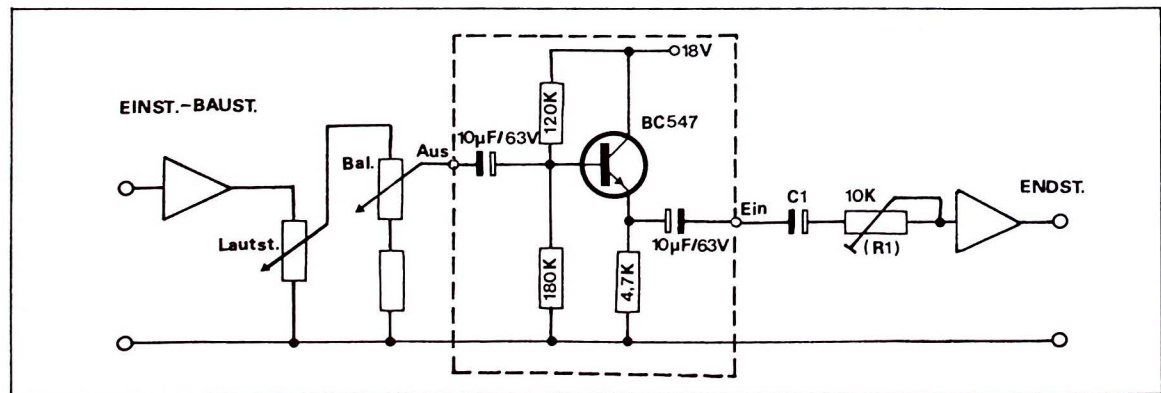 18V
EINST.-BAUST.
120K
BC547
10µF/63V
Bal.
Aus
Lautst.
180K
4,7K
10µF/63V
Ein
C1
10K
(R1)
ENDST.